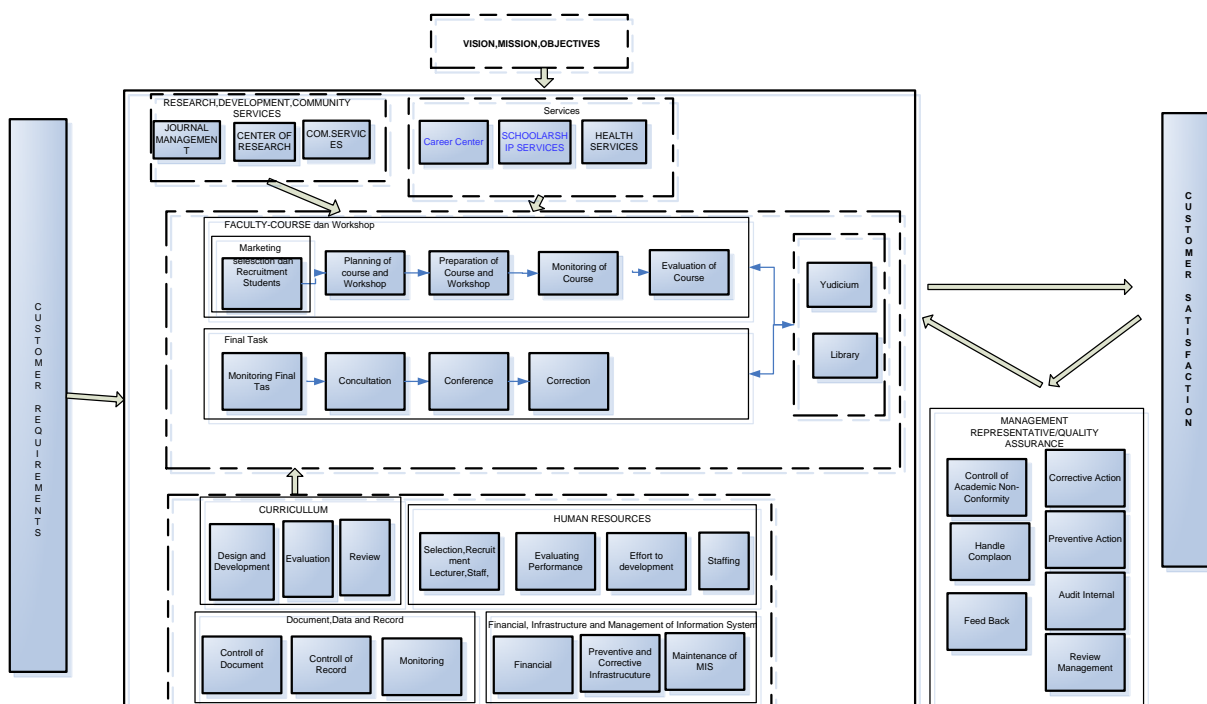 VISION,MISSION,OBJECTIVES
RESEARCH,DEVELOPMENT,COMMUNITY
SERVICES
JOURNAL
MANAGEMEN
T
CENTER OF
RESEARCH
COM.SERVIC
ES
Services
Career Center
SCHOOLARSH
IP SERVICES
HEALTH
SERVICES
CUSTOMER REQUIREMENTS
FACULTY-COURSE dan Workshop
Marketing
selesction dan
Recruitment
Students
Planning of
course and
Workshop
Preparation of
Course and
Workshop
Monitoring of
Course
Evaluation of
Course
Yudicium
Library
Final Task
Monitoring Final
Tas
Concultation
Conference
Correction
CUSTOMER SATISFACTION
CURRICULLUM
Design and
Development
Evaluation
Review
HUMAN RESOURCES
Selection,Recruit
ment
Lecturer,Staff,
Evaluating
Performance
Effort to
development
Staffing
Document,Data and Record
Controll of
Document
Controll of
Record
Monitoring
Financial, Infrastructure and Management of Information System
Financial
Preventive and
Corrective
Infrastrucuture
Maintenance of
MIS
MANAGEMENT
REPRESENTATIVE/QUALITY
ASSURANCE
Controll of
Academic Non-
Conformity
Corrective Action
Handle
Complaon
Preventive Action
Feed Back
Audit Internal
Review
Management